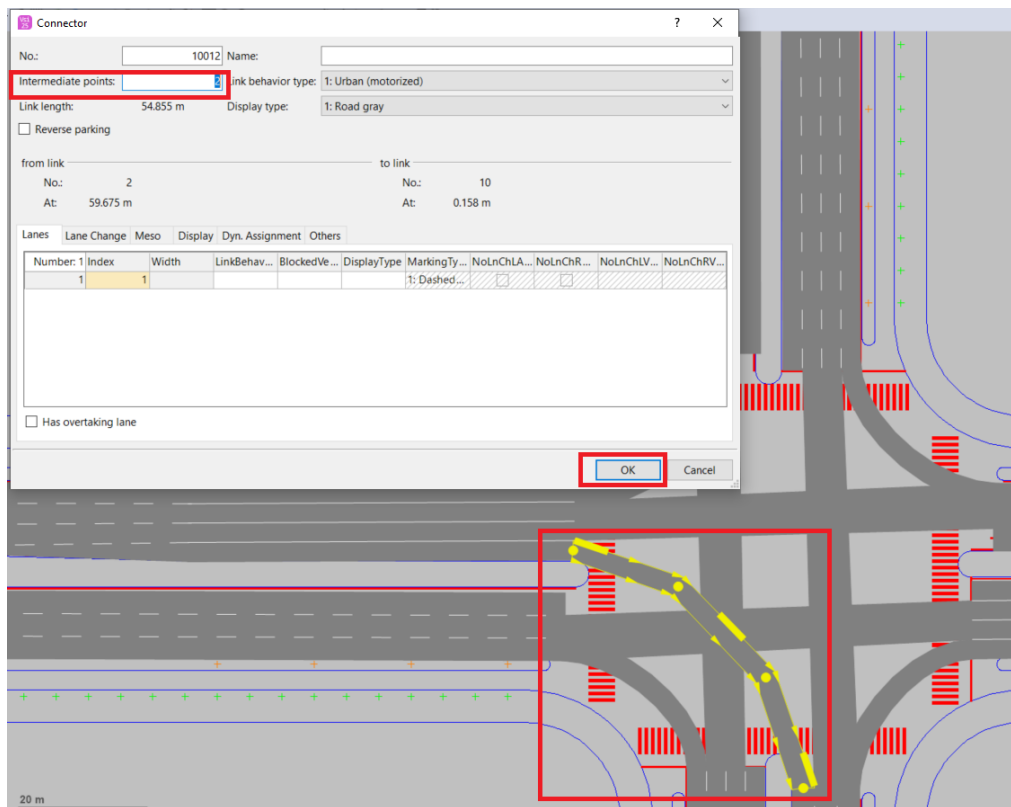 Connector ? X
No.: 10012 Name:
Intermediate points: 2 Link behavior type: 1: Urban (motorized)
Link length: 54.855 m Display type: 1: Road gray
Reverse parking
from link to link
No.: 2 No.: 10
At: 59.675 m At: 0.158 m
Lanes Lane Change Meso Display Dyn. Assignment Others
Number: 1 Index Width LinkBehav... BlockedVe... DisplayType MarkingTy... NoLnChLA... NoLnChR... NoLnChLV... NoLnChRV...
1 1 1: Dashed...
Has overtaking lane
OK Cancel
20 m